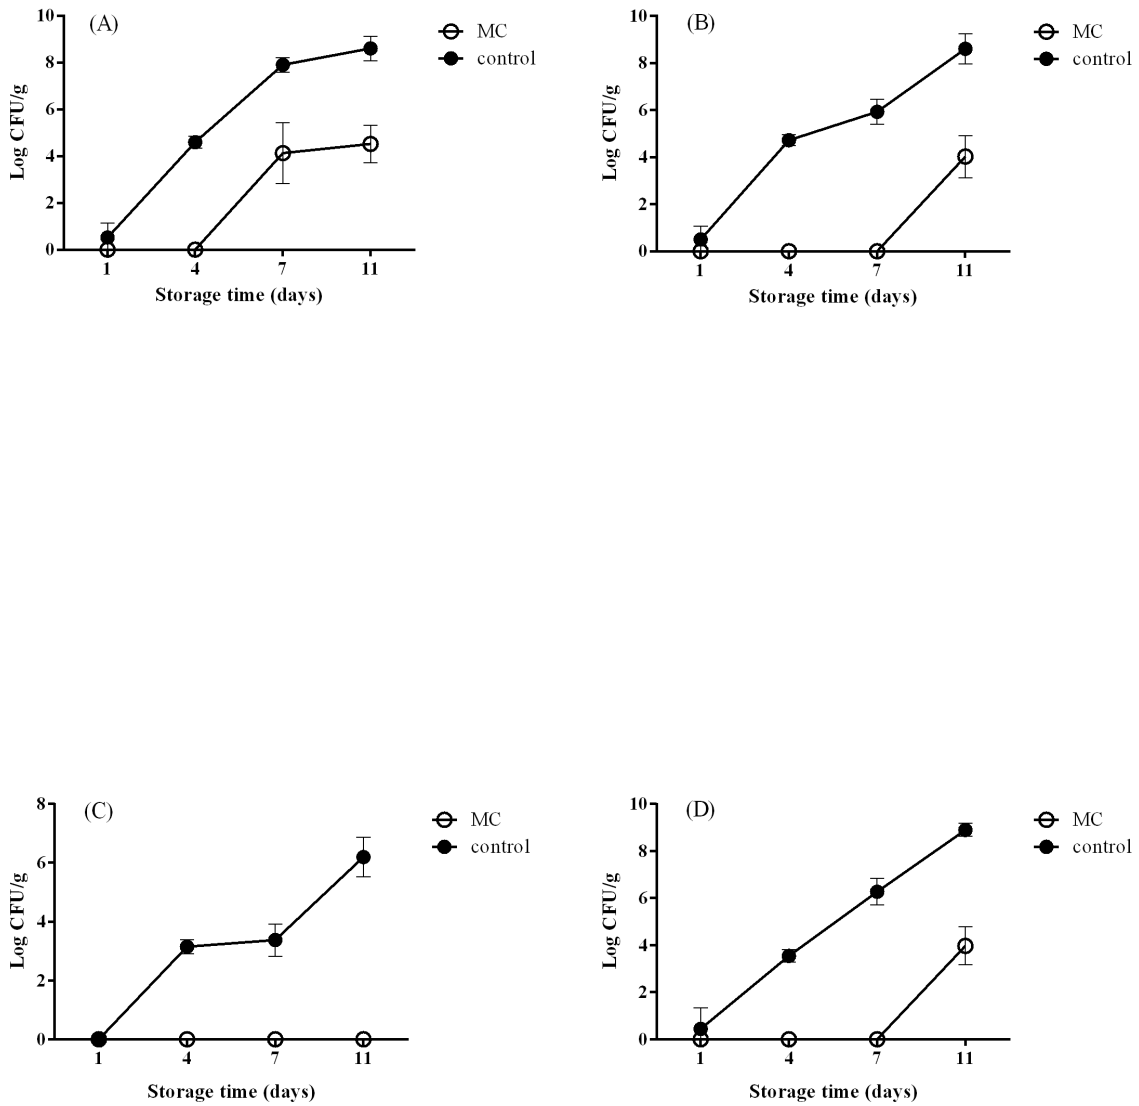 (A)
MC
control
Log CFU/g
10
8
6
4
2
0
1 4 7 11
Storage time (days)
(B)
MC
control
Log CFU/g
10
8
6
4
2
0
1 4 7 11
Storage time (days)
(C)
MC
control
Log CFU/g
8
6
4
2
0
1 4 7 11
Storage time (days)
(D)
MC
control
Log CFU/g
10
8
6
4
2
0
1 4 7 11
Storage time (days)